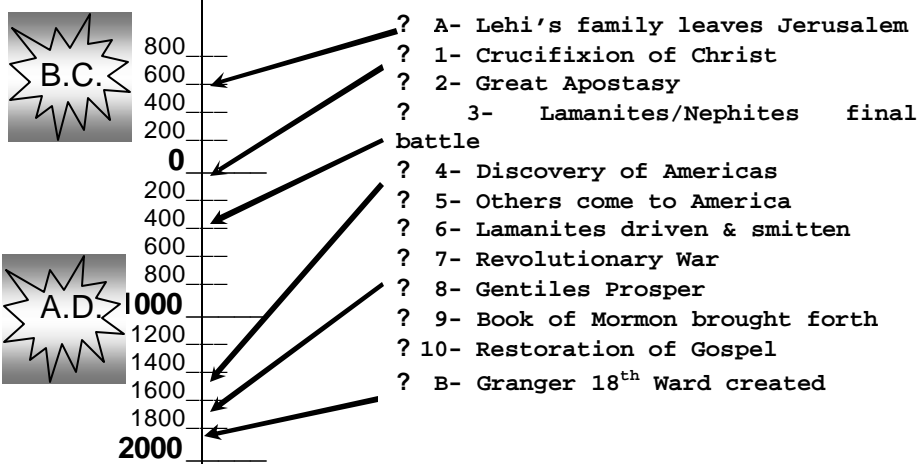 B.C.
800
600
400
200
0
200
400
600
800
A.D.
1000
1200
1400
1600
1800
2000
? A- Lehi's family leaves Jerusalem
? 1- Crucifixion of Christ
? 2- Great Apostasy
? 3- Lamanites/Nephites final
battle
? 4- Discovery of Americas
? 5- Others come to America
? 6- Lamanites driven & smitten
? 7- Revolutionary War
? 8- Gentiles Prosper
? 9- Book of Mormon brought forth
? 10- Restoration of Gospel
? B- Granger 18th Ward created